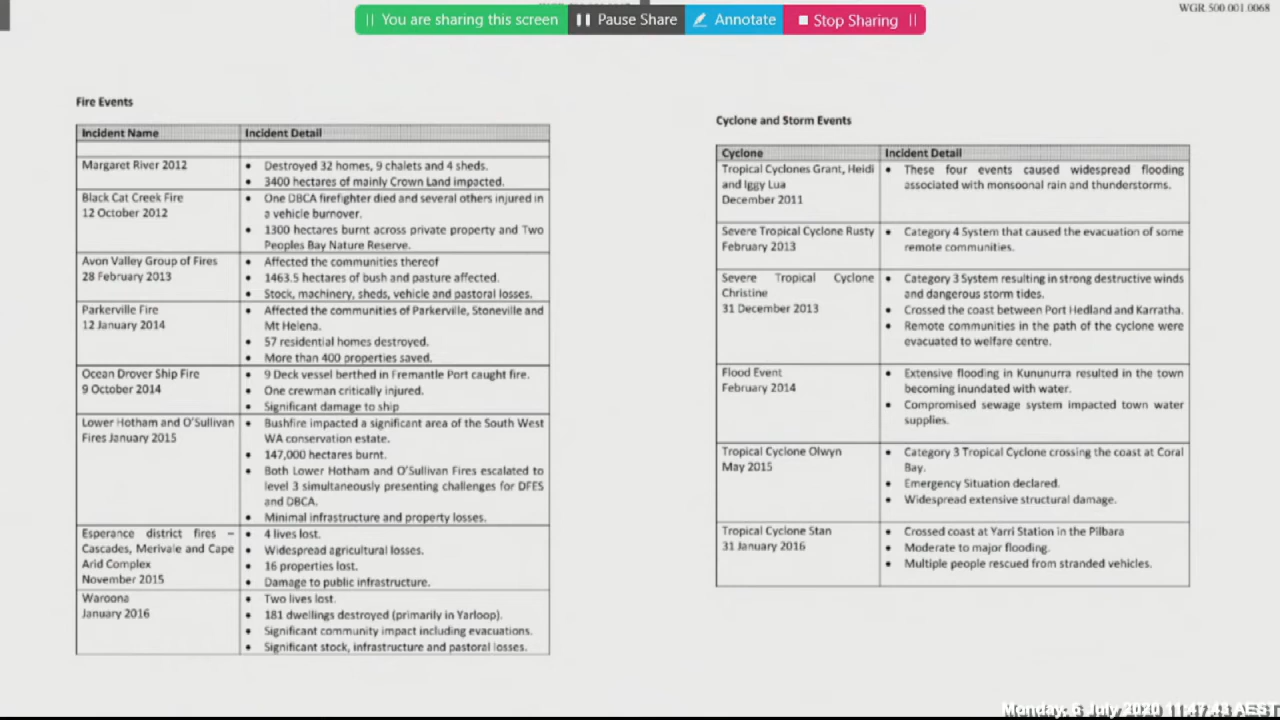 WGR.500.001.0068
You are sharing this screen
Pause Share
Annotate
Stop Sharing
Fire Events
Incident Name Incident Detail
Margaret River 2012
• Destroyed 32 homes, 9 chalets and 4 sheds.
• 3400 hectares of mainly Crown Land impacted.
Black Cat Creek Fire
12 October 2012
• One DBCA firefighter died and several others injured in
a vehicle burnover.
• 1300 hectares burnt across private property and Two
Peoples Bay Nature Reserve.
Avon Valley Group of Fires
28 February 2013
• Affected the communities thereof
• 1463.5 hectares of bush and pasture affected.
• Stock, machinery, sheds, vehicle and pastoral losses.
Parkerville Fire
12 January 2014
• Affected the communities of Parkerville, Stoneville and
Mt Helena.
• 57 residential homes destroyed.
• More than 400 properties saved.
Ocean Drover Ship Fire
9 October 2014
• 9 Deck vessel berthed in Fremantle Port caught fire.
• One crewman critically injured.
• Significant damage to ship
Lower Hotham and O'Sullivan
Fires January 2015
• Bushfire impacted a significant area of the South West
WA conservation estate.
• 147,000 hectares burnt.
• Both Lower Hotham and O'Sullivan Fires escalated to
level 3 simultaneously presenting challenges for DFES
and DBCA.
• Minimal infrastructure and property losses.
Esperance district fires –
Cascades, Merivale and Cape
Arid Complex
November 2015
• 4 lives lost.
• Widespread agricultural losses.
• 16 properties lost.
• Damage to public infrastructure.
Waroona
January 2016
• Two lives lost.
• 181 dwellings destroyed (primarily in Yarloop).
• Significant community impact including evacuations.
• Significant stock, infrastructure and pastoral losses.
Cyclone and Storm Events
Cyclone Incident Detail
Tropical Cyclones Grant, Heidi
and Iggy Lua
December 2011
• These four events caused widespread flooding
associated with monsoonal rain and thunderstorms.
Severe Tropical Cyclone Rusty
February 2013
• Category 4 System that caused the evacuation of some
remote communities.
Severe Tropical Cyclone
Christine
31 December 2013
• Category 3 System resulting in strong destructive winds
and dangerous storm tides.
• Crossed the coast between Port Hedland and Karratha.
• Remote communities in the path of the cyclone were
evacuated to welfare centre.
Flood Event
February 2014
• Extensive flooding in Kununurra resulted in the town
becoming inundated with water.
• Compromised sewage system impacted town water
supplies.
Tropical Cyclone Olwyn
May 2015
• Category 3 Tropical Cyclone crossing the coast at Coral
Bay.
• Emergency Situation declared.
• Widespread extensive structural damage.
Tropical Cyclone Stan
31 January 2016
• Crossed coast at Yarri Station in the Pilbara
• Moderate to major flooding.
• Multiple people rescued from stranded vehicles.
Monday, 6 July 2020 11:47:43 AEST